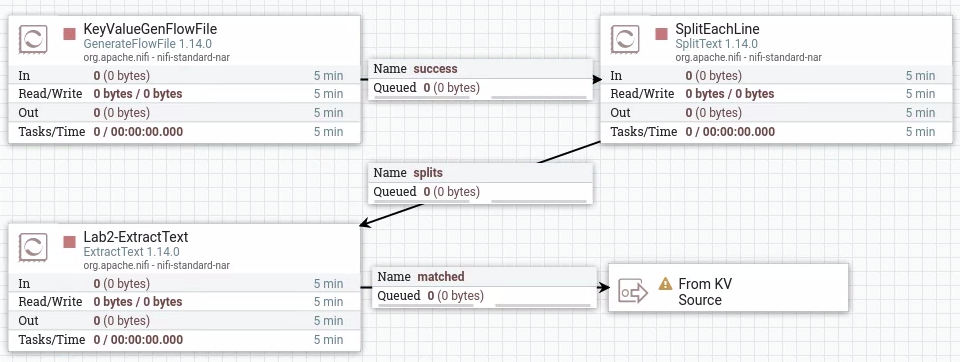 KeyValueGenFlowFile
GenerateFlowFile 1.14.0
org.apache.nifi - nifi-standard-nar
In 0 (0 bytes) 5 min
Read/Write 0 bytes / 0 bytes 5 min
Out 0 (0 bytes) 5 min
Tasks/Time 0 / 00:00:00.000 5 min
Name success
Queued 0 (0 bytes)
SplitEachLine
SplitText 1.14.0
org.apache.nifi - nifi-standard-nar
In 0 (0 bytes) 5 min
Read/Write 0 bytes / 0 bytes 5 min
Out 0 (0 bytes) 5 min
Tasks/Time 0 / 00:00:00.000 5 min
Name splits
Queued 0 (0 bytes)
Lab2-ExtractText
ExtractText 1.14.0
org.apache.nifi - nifi-standard-nar
In 0 (0 bytes) 5 min
Read/Write 0 bytes / 0 bytes 5 min
Out 0 (0 bytes) 5 min
Tasks/Time 0 / 00:00:00.000 5 min
Name matched
Queued 0 (0 bytes)
From KV
Source